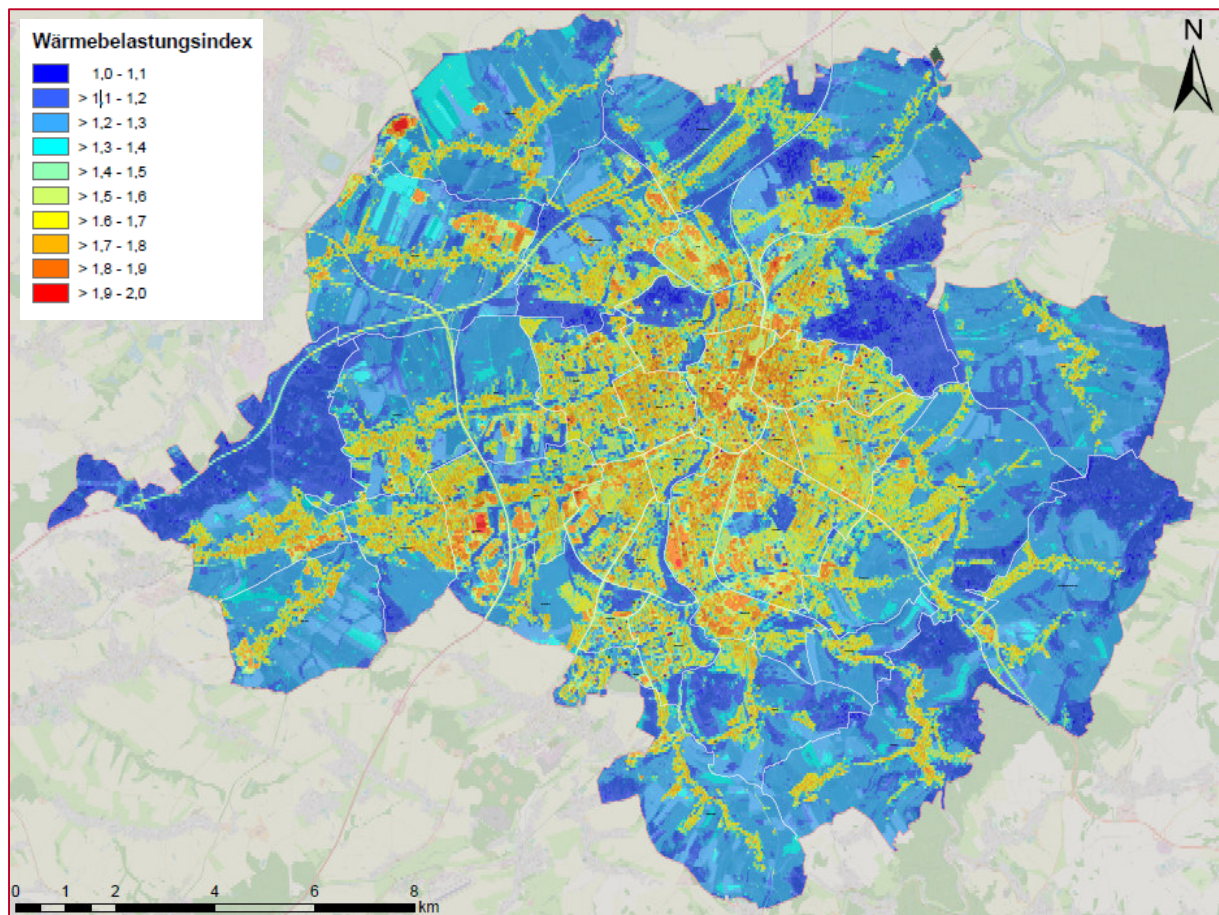 Wärmebelastungsindex
1,0 - 1,1
> 1,1 - 1,2
> 1,2 - 1,3
> 1,3 - 1,4
> 1,4 - 1,5
> 1,5 - 1,6
> 1,6 - 1,7
> 1,7 - 1,8
> 1,8 - 1,9
> 1,9 - 2,0
N
0 1 2 4 6 8
km